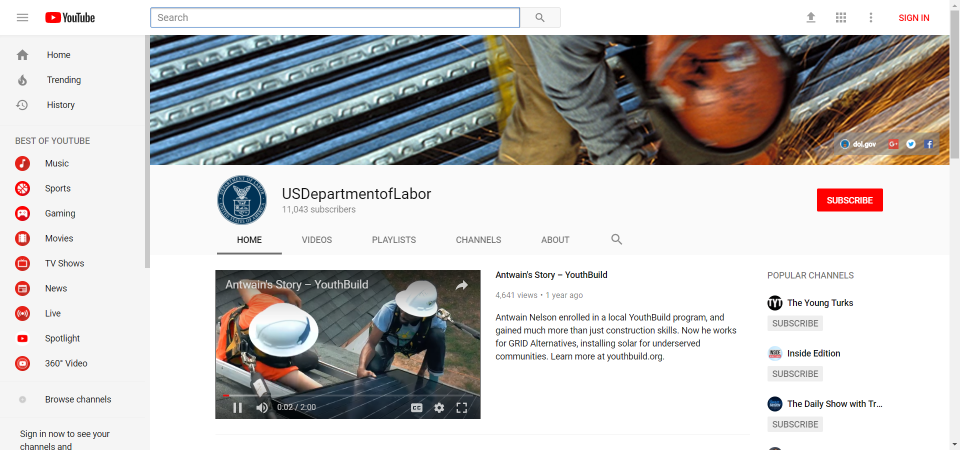 YouTube
Search
SIGN IN
Home
Trending
History
BEST OF YOUTUBE
Music
Sports
Gaming
Movies
TV Shows
News
Live
Spotlight
360° Video
Browse channels
Sign in now to see your
channels and
dol.gov
USDepartmentofLabor
11,043 subscribers
SUBSCRIBE
HOME
VIDEOS
PLAYLISTS
CHANNELS
ABOUT
Antwain's Story – YouthBuild
0:02 / 2:00
CC
Antwain's Story – YouthBuild
4,641 views • 1 year ago
Antwain Nelson enrolled in a local YouthBuild program, and
gained much more than just construction skills. Now he works
for GRID Alternatives, installing solar for underserved
communities. Learn more at youthbuild.org.
POPULAR CHANNELS
TYT
The Young Turks
SUBSCRIBE
Inside Edition
SUBSCRIBE
The Daily Show with Tr...
SUBSCRIBE